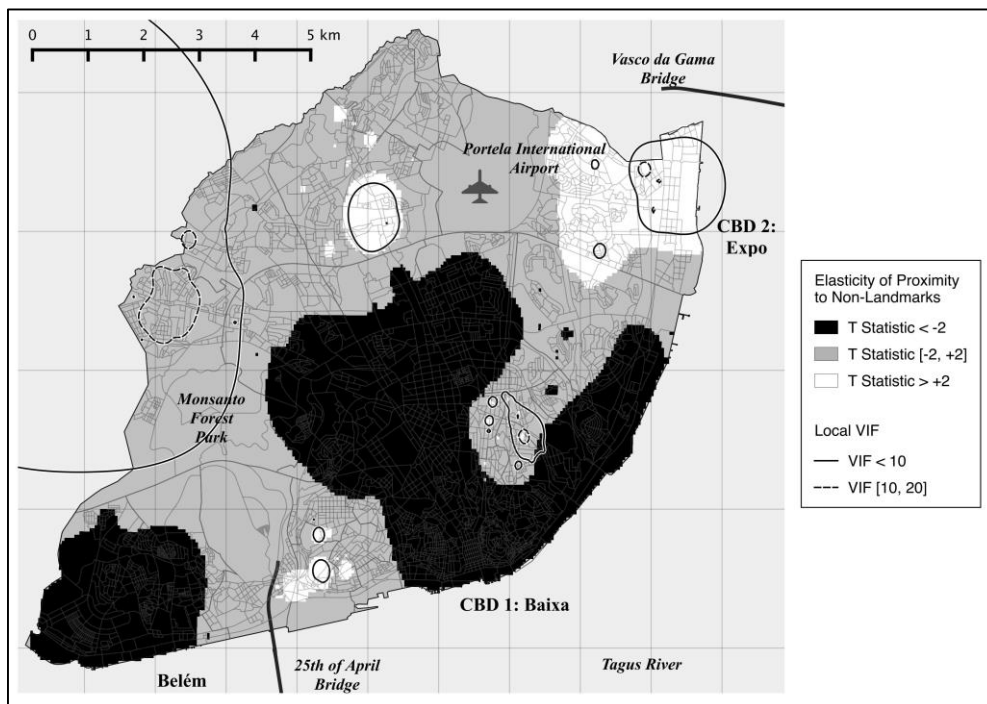 0 1 2 3 4 5 km
Vasco da Gama
Bridge
Portela International
Airport
CBD 2:
Expo
Monsanto
Forest
Park
CBD 1: Baixa
25th of April
Bridge
Tagus River
Belém
Elasticity of Proximity
to Non-Landmarks
T Statistic < -2
T Statistic [-2, +2]
T Statistic > +2
Local VIF
VIF < 10
VIF [10, 20]